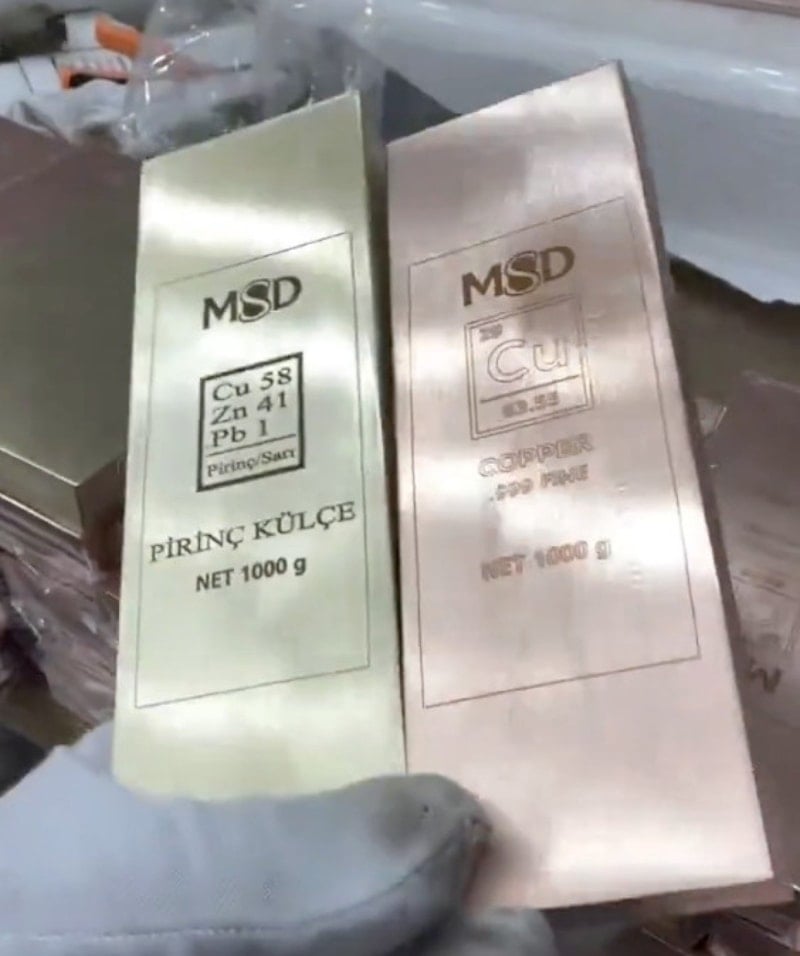 MSD
Cu 58
Zn 41
Pb 1
Pirinç/Sarı
PİRİNÇ KÜLÇE
NET 1000 g
MSD
29
Cu
63.55
COPPER
.999 FINE
NET 1000 g